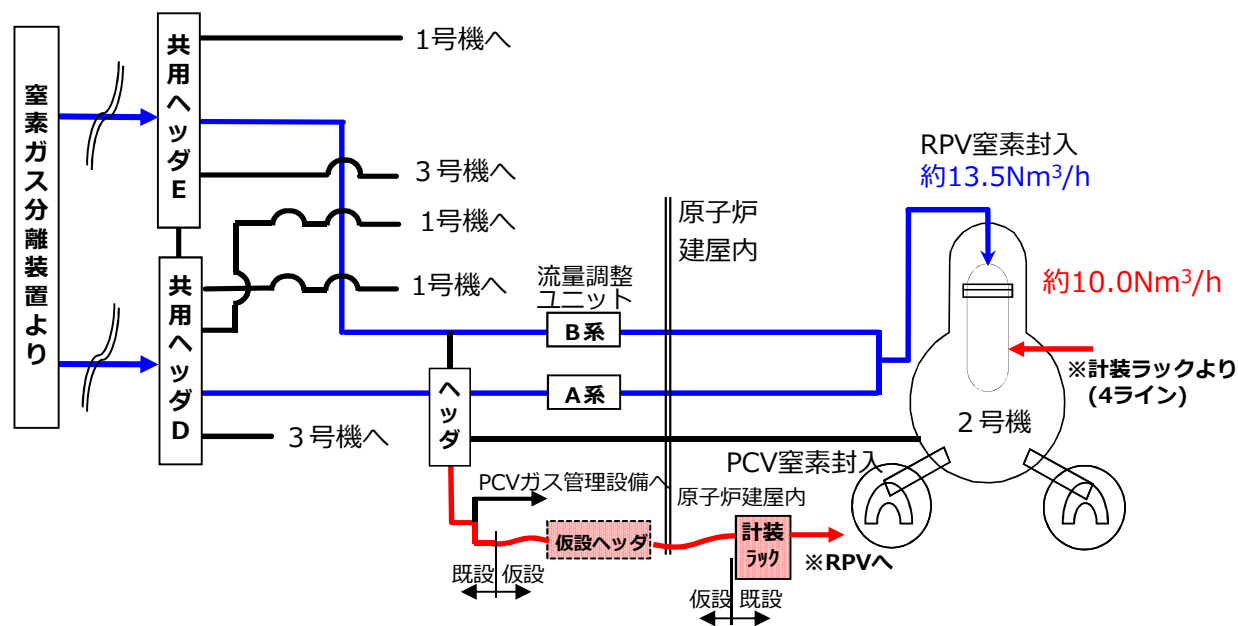 窒素ガス分離装置より
共用ヘッダE
共用ヘッダD
1号機へ
３号機へ
1号機へ
1号機へ
３号機へ
流量調整
ユニット
B系
A系
ヘッダ
原子炉
建屋内
RPV窒素封入
約13.5Nm³/h
約10.0Nm³/h
※計装ラックより
(4ライン)
２号機
PCV窒素封入
PCVガス管理設備へ
原子炉建屋内
仮設ヘッダ
計装
ﾗｯｸ
※RPVへ
既設 仮設
仮設 既設